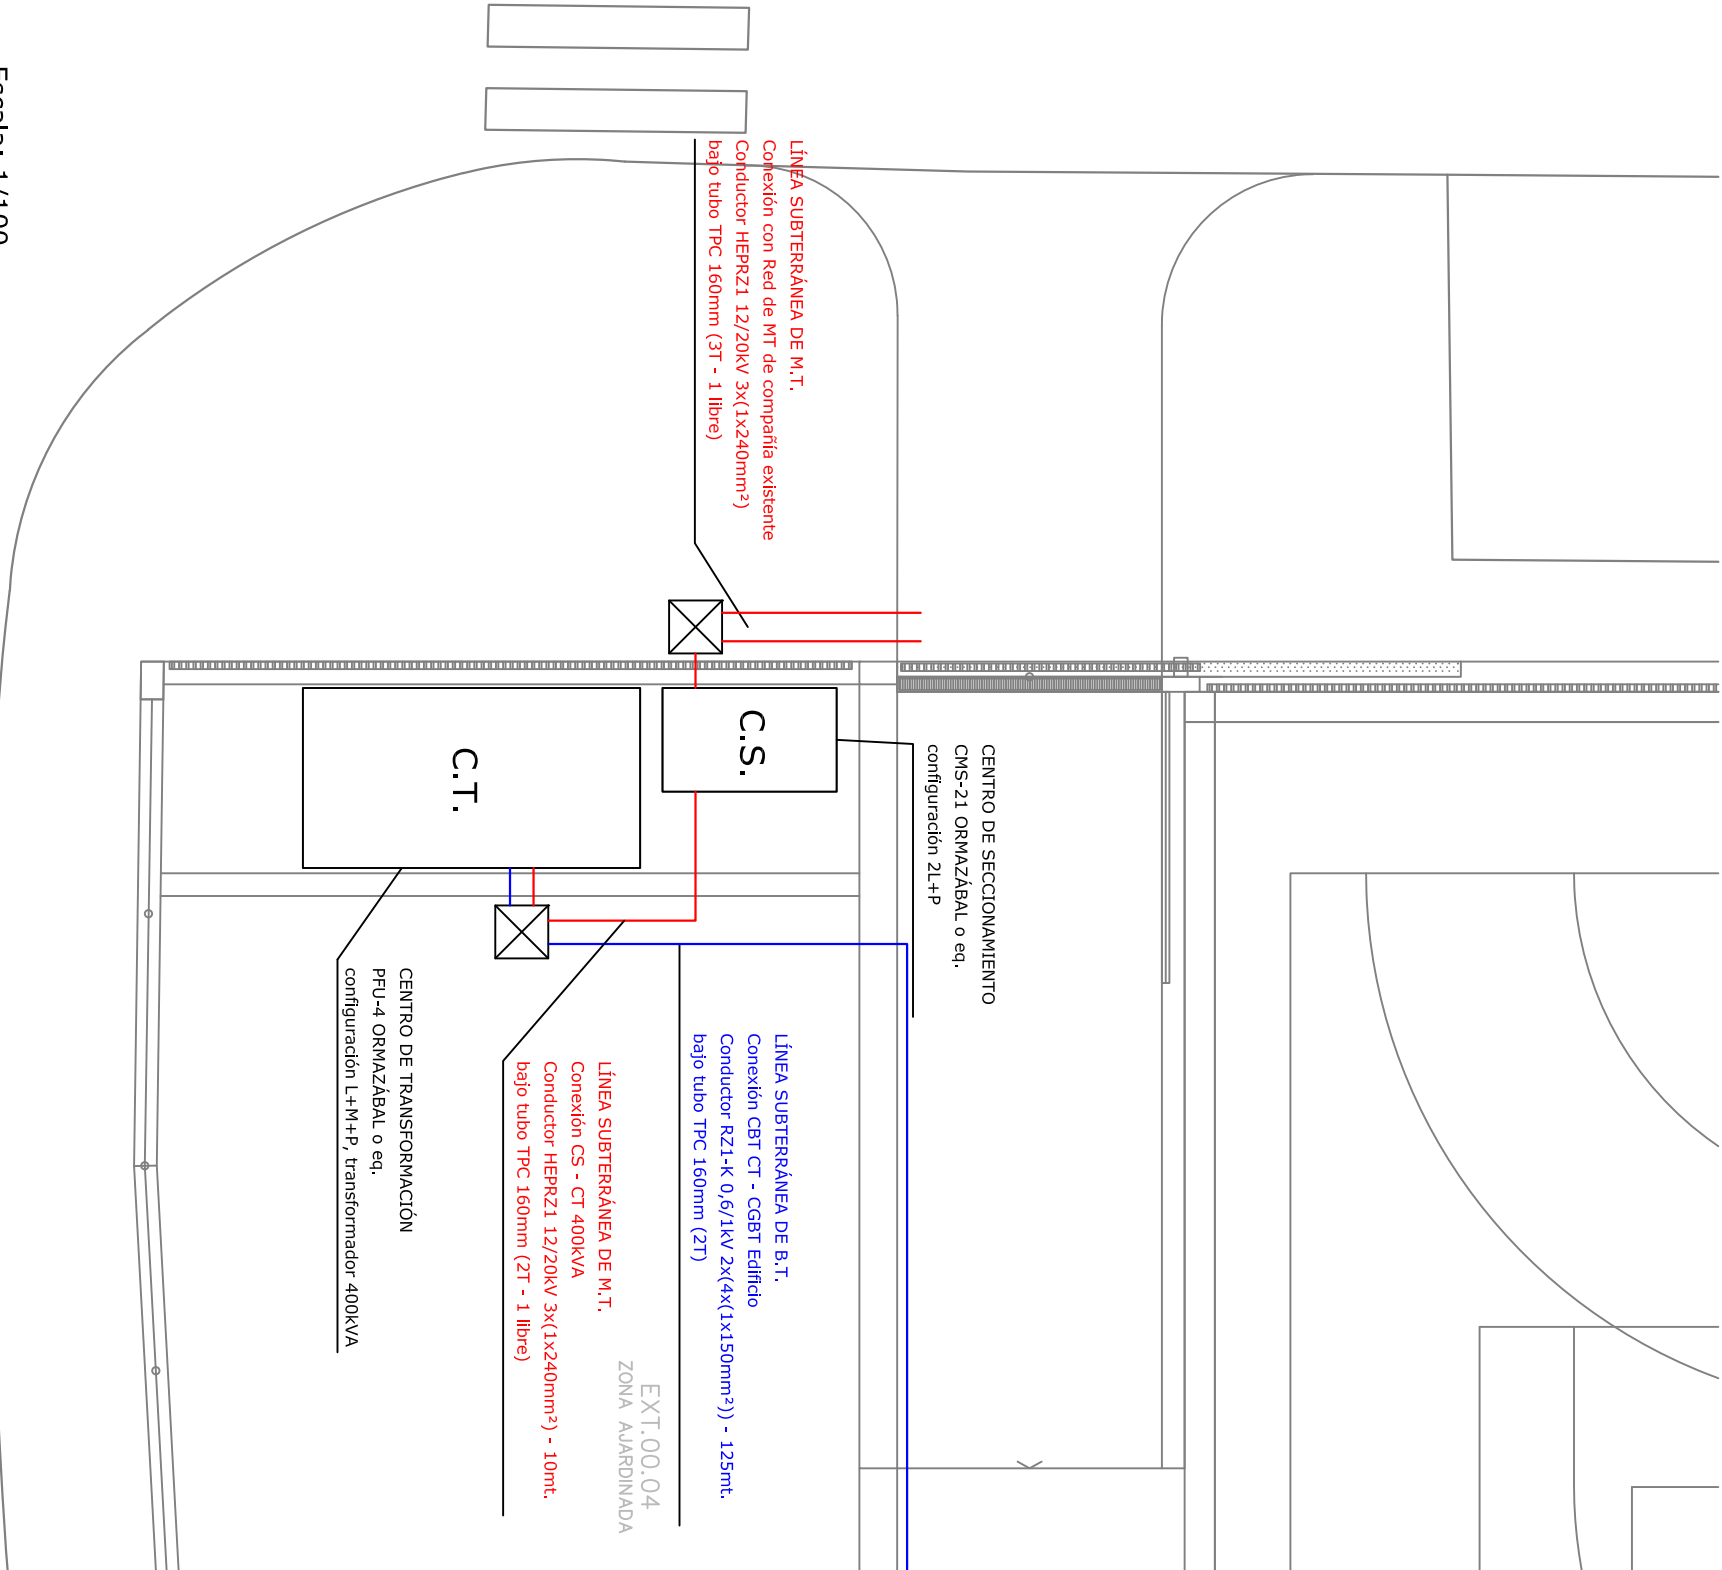 LÍNEA SUBTERRÁNEA DE M.T.
Conexión con Red de MT de compañía existente
Conductor HEPRZ1 12/20kV 3x(1x240mm²)
bajo tubo TPC 160mm (3T - 1 libre)
C.S.
C.T.
CENTRO DE SECCIONAMIENTO
CMS-21 ORMAZÁBAL o eq.
configuración 2L+P
LÍNEA SUBTERRÁNEA DE B.T.
Conexión CBT CT - CGBT Edificio
Conductor RZ1-K 0,6/1kV 2x(4x(1x150mm²)) - 125mt.
bajo tubo TPC 160mm (2T)
LÍNEA SUBTERRÁNEA DE M.T.
Conexión CS - CT 400kVA
Conductor HEPRZ1 12/20kV 3x(1x240mm²) - 10mt.
bajo tubo TPC 160mm (2T - 1 libre)
CENTRO DE TRANSFORMACIÓN
PFU-4 ORMAZÁBAL o eq.
configuración L+M+P, transformador 400kVA
EXT.00.04
ZONA AJARDINADA
Escala: 1/100